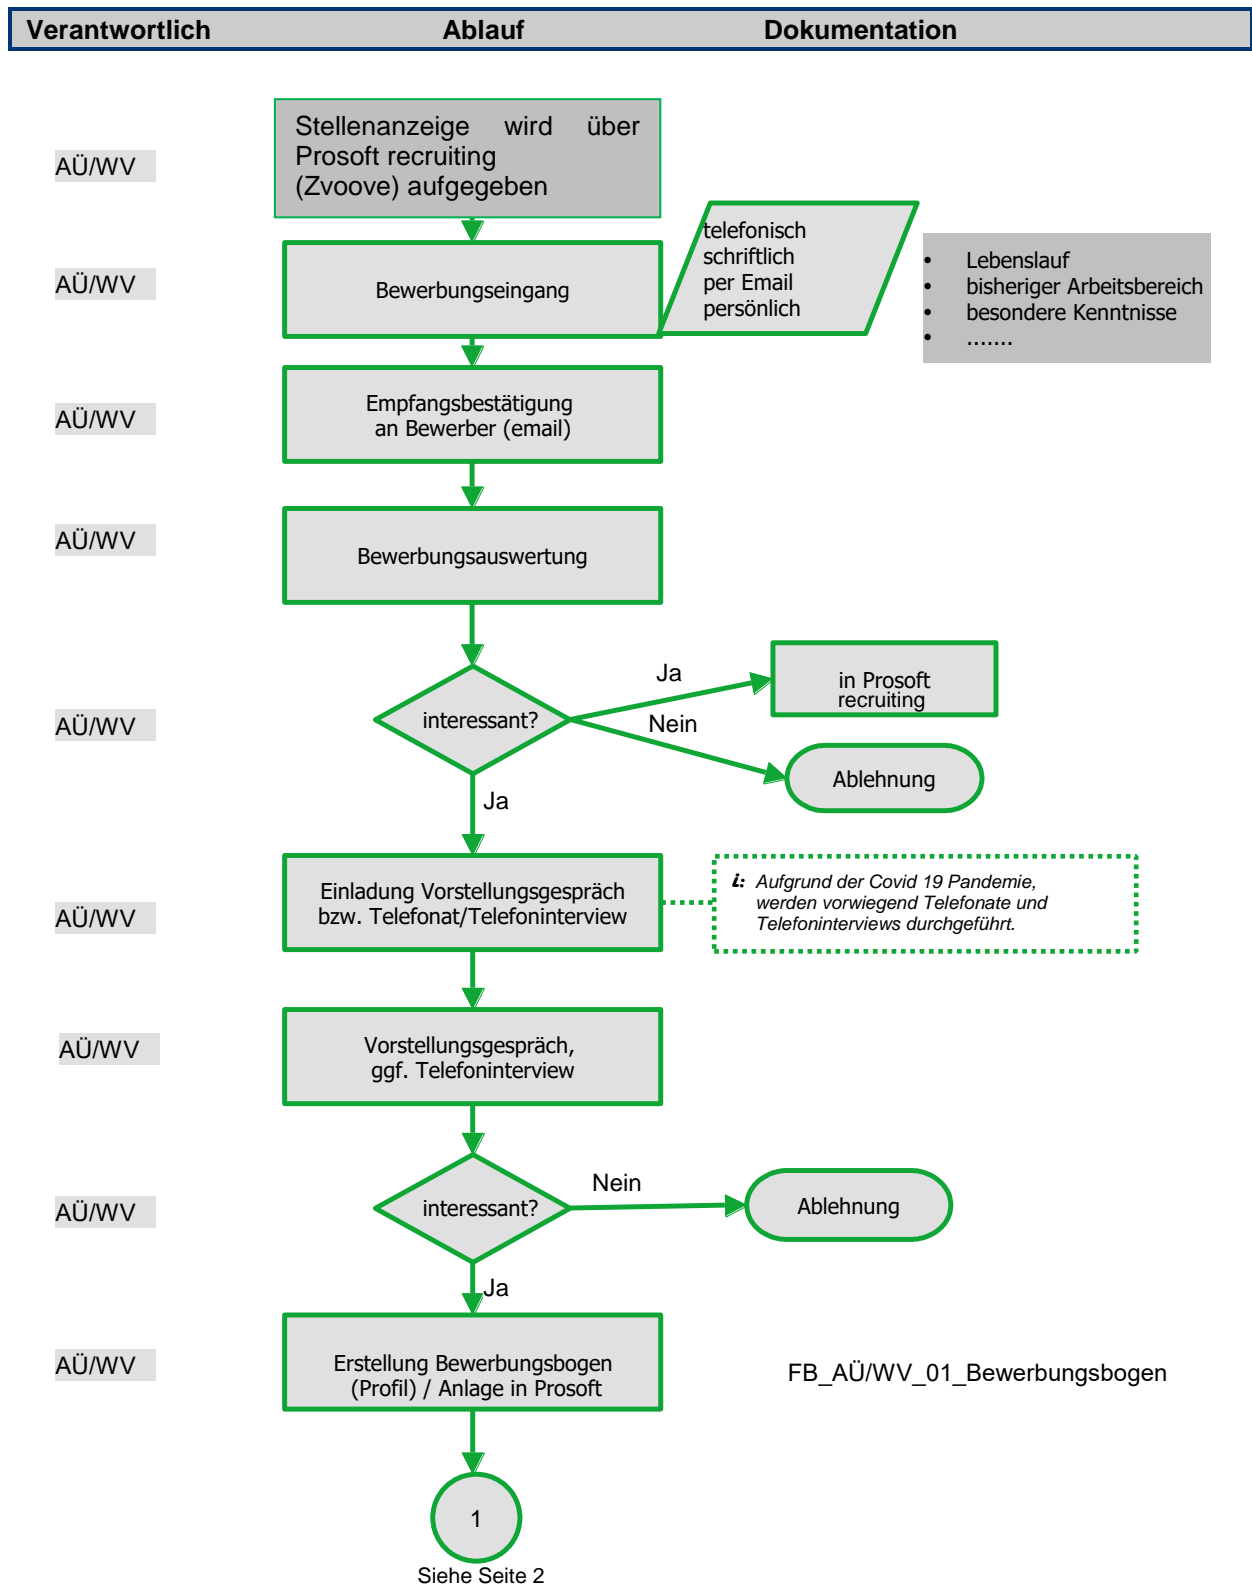 Verantwortlich Ablauf Dokumentation
AÜ/WV
Stellenanzeige wird über
Prosoft recruiting
(Zvoove) aufgegeben
AÜ/WV
Bewerbungseingang
telefonisch
schriftlich
per Email
persönlich
• Lebenslauf
• bisheriger Arbeitsbereich
• besondere Kenntnisse
• .......
AÜ/WV
Empfangsbestätigung
an Bewerber (email)
AÜ/WV
Bewerbungsauswertung
AÜ/WV
interessant?
Ja
in Prosoft
recruiting
Nein
Ablehnung
Ja
AÜ/WV
Einladung Vorstellungsgespräch
bzw. Telefonat/Telefoninterview
i: Aufgrund der Covid 19 Pandemie,
werden vorwiegend Telefonate und
Telefoninterviews durchgeführt.
AÜ/WV
Vorstellungsgespräch,
ggf. Telefoninterview
AÜ/WV
interessant?
Nein
Ablehnung
Ja
AÜ/WV
Erstellung Bewerbungsbogen
(Profil) / Anlage in Prosoft
FB_AÜ/WV_01_Bewerbungsbogen
1
Siehe Seite 2